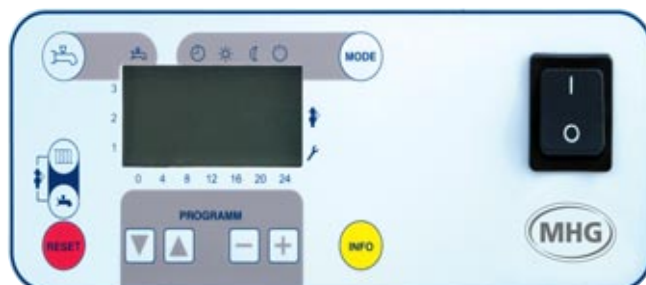 MODE
I
3
2
1
O
0 4 8 12 16 20 24
PROGRAMM
RESET
INFO
MHG